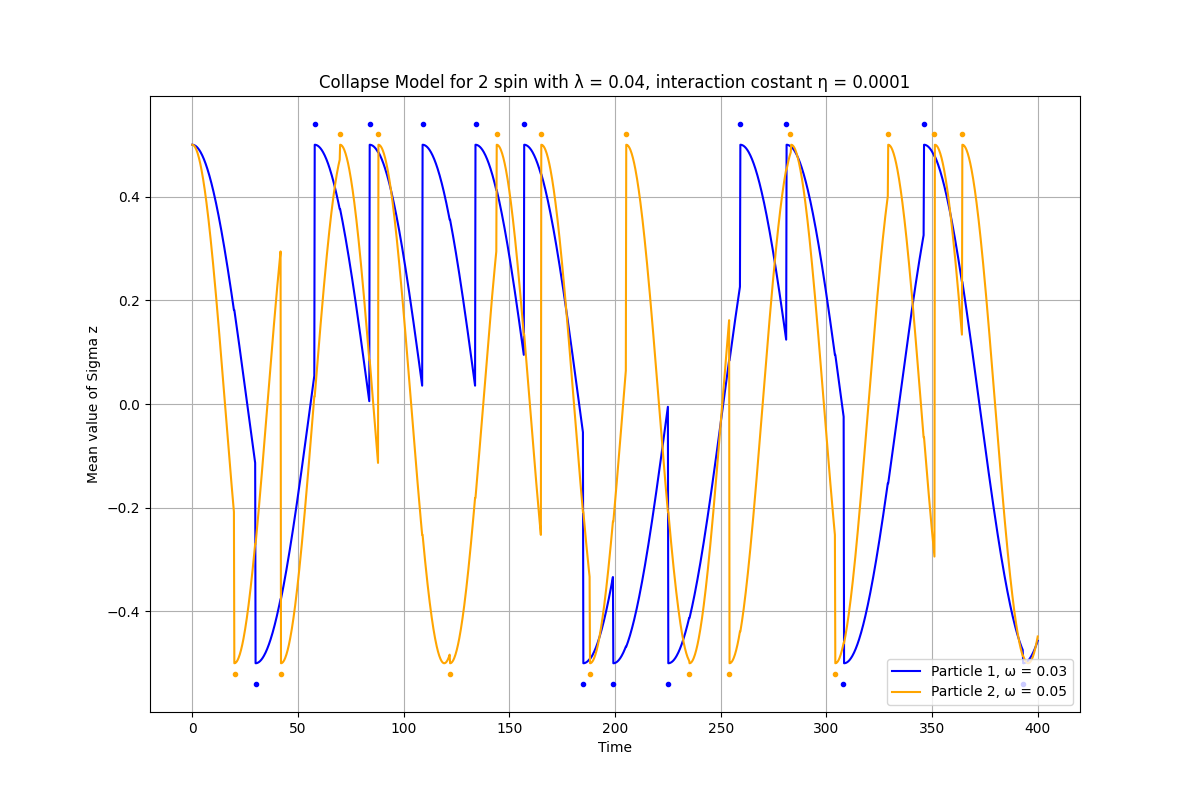 Collapse Model for 2 spin with λ = 0.04, interaction costant η = 0.0001
Mean value of Sigma z
0.4
0.2
0.0
−0.2
−0.4
Particle 1, ω = 0.03
Particle 2, ω = 0.05
0 50 100 150 200 250 300 350 400
Time